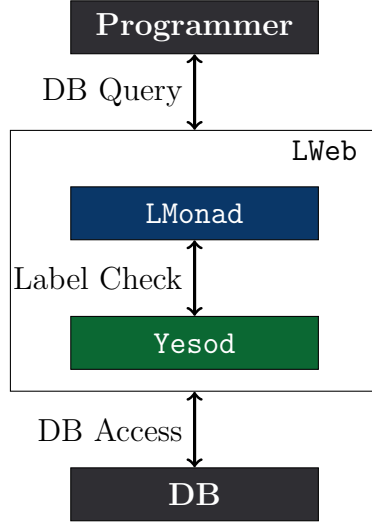 Programmer
DB Query
LWeb
LMonad
Label Check
Yesod
DB Access
DB